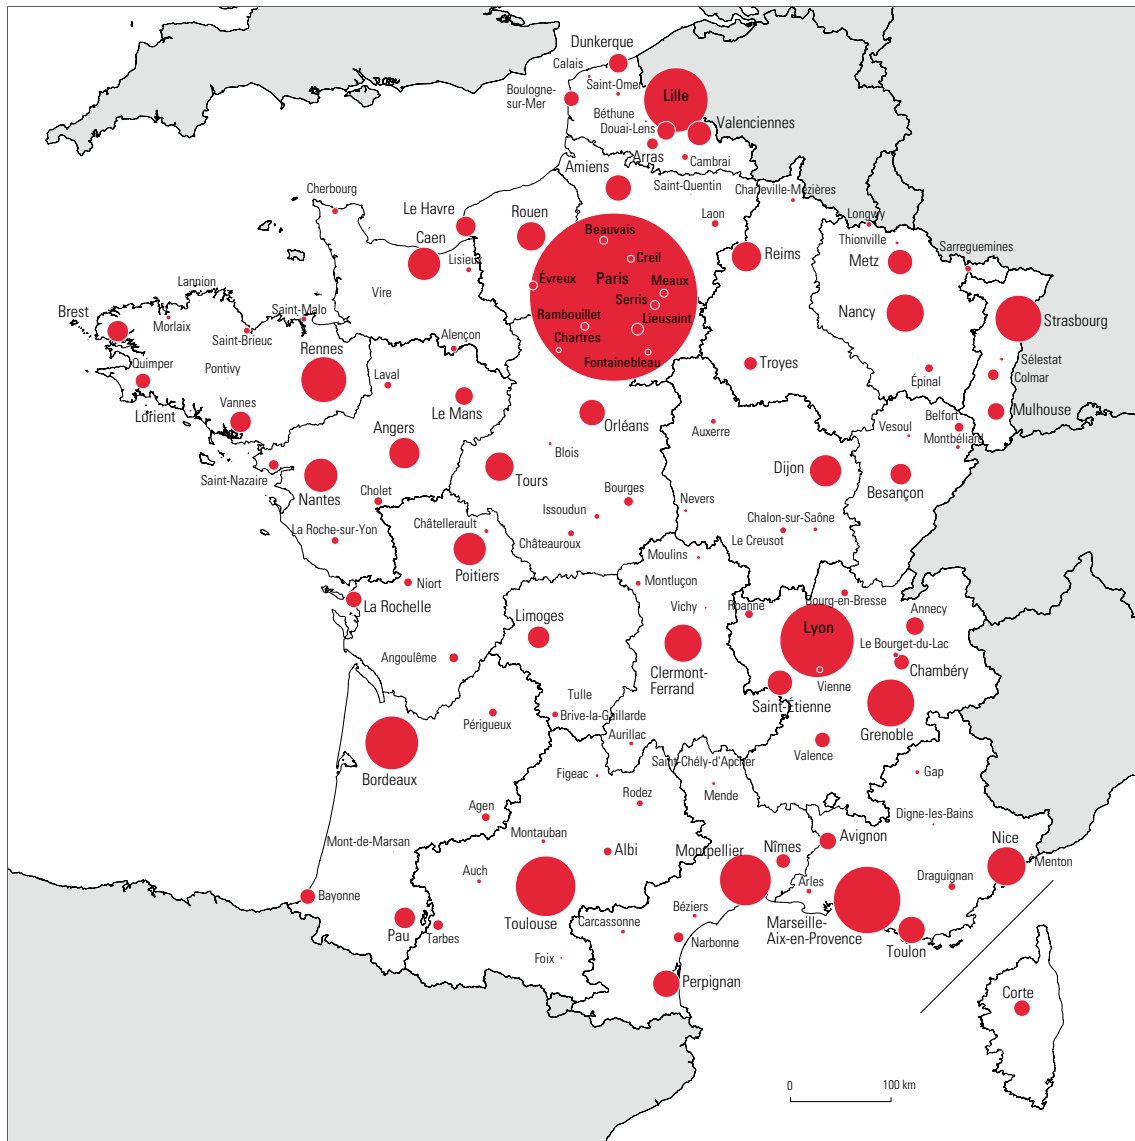 Dunkerque
Calais
Saint-Omer
Boulogne-
sur-Mer
Lille
Béthune
Douai-Lens
Valenciennes
Arras
Cambrai
Amiens
Saint-Quentin
Charleville-Mézières
Cherbourg
Le Havre
Rouen
Laon
Longwy
Caen
Lisieux
Beauvais
Creil
Reims
Thionville
Metz
Sarreguemines
Évreux
Paris
Meaux
Serris
Vire
Lannion
Saint-Malo
Rambouillet
Lieusaint
Nancy
Strasbourg
Brest
Morlaix
Saint-Brieuc
Alençon
Chartres
Fontainebleau
Rennes
Quimper
Pontivy
Laval
Troyes
Épinal
Sélestat
Colmar
Vannes
Lorient
Le Mans
Orléans
Auxerre
Belfort
Mulhouse
Vesoul
Montbéliard
Angers
Blois
Saint-Nazaire
Nantes
Tours
Dijon
Besançon
Cholet
Bourges
Nevers
Issoudun
La Roche-sur-Yon
Châtellerault
Châteauroux
Chalon-sur-Saône
Le Creusot
Poitiers
Moulins
Niort
Montluçon
La Rochelle
Limoges
Vichy
Roanne
Bourg-en-Bresse
Annecy
Lyon
Le Bourget-du-Lac
Angoulême
Clermont-
Ferrand
Chambéry
Vienne
Saint-Étienne
Tulle
Périgueux
Brive-la-Gaillarde
Aurillac
Grenoble
Bordeaux
Valence
Saint-Chély-d'Apcher
Figeac
Gap
Mende
Rodez
Agen
Digne-les-Bains
Mont-de-Marsan
Montauban
Albi
Montpellier
Nîmes
Avignon
Nice
Menton
Auch
Arles
Draguignan
Bayonne
Toulouse
Béziers
Carcassonne
Marseille-
Aix-en-Provence
Pau
Tarbes
Narbonne
Toulon
Foix
Perpignan
Corte
0 100 km